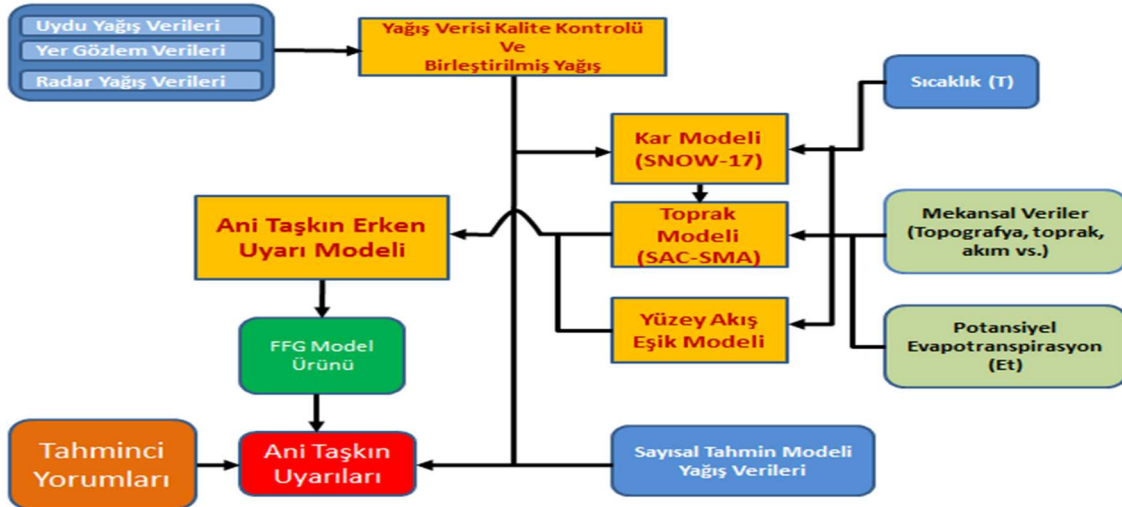 Uydu Yağış Verileri
Yer Gözlem Verileri
Radar Yağış Verileri
Yağış Verisi Kalite Kontrolü
Ve
Birleştirilmiş Yağış
Sıcaklık (T)
Kar Modeli
(SNOW-17)
Ani Taşkın Erken
Uyarı Modeli
Toprak
Modeli
(SAC-SMA)
Mekansal Veriler
(Topografya, toprak,
akım vs.)
Yüzey Akış
Eşik Modeli
Potansiyel
Evapotranspirasyon
(Et)
FFG Model
Ürünü
Tahminci
Yorumları
Ani Taşkın
Uyarıları
Sayısal Tahmin Modeli
Yağış Verileri